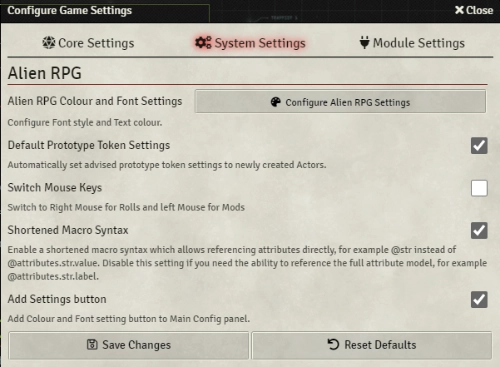 Configure Game Settings
Close
Core Settings
System Settings
Module Settings
Alien RPG
Alien RPG Colour and Font Settings
Configure Alien RPG Settings
Configure Font style and Text colour.
Default Prototype Token Settings
Automatically set advised prototype token settings to newly created Actors.
Switch Mouse Keys
Switch to Right Mouse for Rolls and left Mouse for Mods
Shortened Macro Syntax
Enable a shortened macro syntax which allows referencing attributes directly, for example @str instead of
@attributes.str.value. Disable this setting if you need the ability to reference the full attribute model, for example
@attributes.str.label.
Add Settings button
Add Colour and Font setting button to Main Config panel.
Save Changes
Reset Defaults